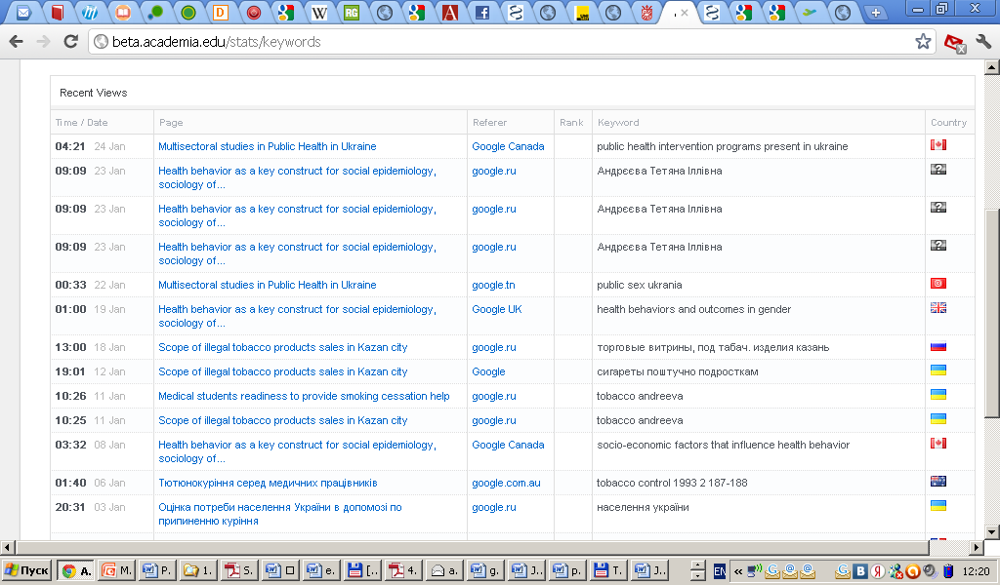 beta.academia.edu/stats/keywords
Recent Views
Time / Date Page Referer Rank Keyword Country
04:21 24 Jan Multisectoral studies in Public Health in Ukraine Google Canada public health intervention programs present in ukraine
09:09 23 Jan Health behavior as a key construct for social epidemiology, google.ru Андрєєва Тетяна Іллівна
sociology of...
09:09 23 Jan Health behavior as a key construct for social epidemiology, google.ru Андрєєва Тетяна Іллівна
sociology of...
09:09 23 Jan Health behavior as a key construct for social epidemiology, google.ru Андрєєва Тетяна Іллівна
sociology of...
00:33 22 Jan Multisectoral studies in Public Health in Ukraine google.tn public sex ukrania
01:00 19 Jan Health behavior as a key construct for social epidemiology, Google UK health behaviors and outcomes in gender
sociology of...
13:00 18 Jan Scope of illegal tobacco products sales in Kazan city google.ru торговые витрины, под табач. изделия казань
19:01 12 Jan Scope of illegal tobacco products sales in Kazan city Google сигареты поштучно подросткам
10:26 11 Jan Medical students readiness to provide smoking cessation help google.ru tobacco andreeva
10:25 11 Jan Scope of illegal tobacco products sales in Kazan city google.ru tobacco andreeva
03:32 08 Jan Health behavior as a key construct for social epidemiology, Google Canada socio-economic factors that influence health behavior
sociology of...
01:40 06 Jan Тютюнокуріння серед медичних працівників google.com.au tobacco control 1993 2 187-188
20:31 03 Jan Оцінка потреби населення України в допомозі по google.ru населення україни
припиненню куріння
Пуск A. M. P. 1. S. e. [.. 4. a. g. J.. p. T. J.. EN « 12:20